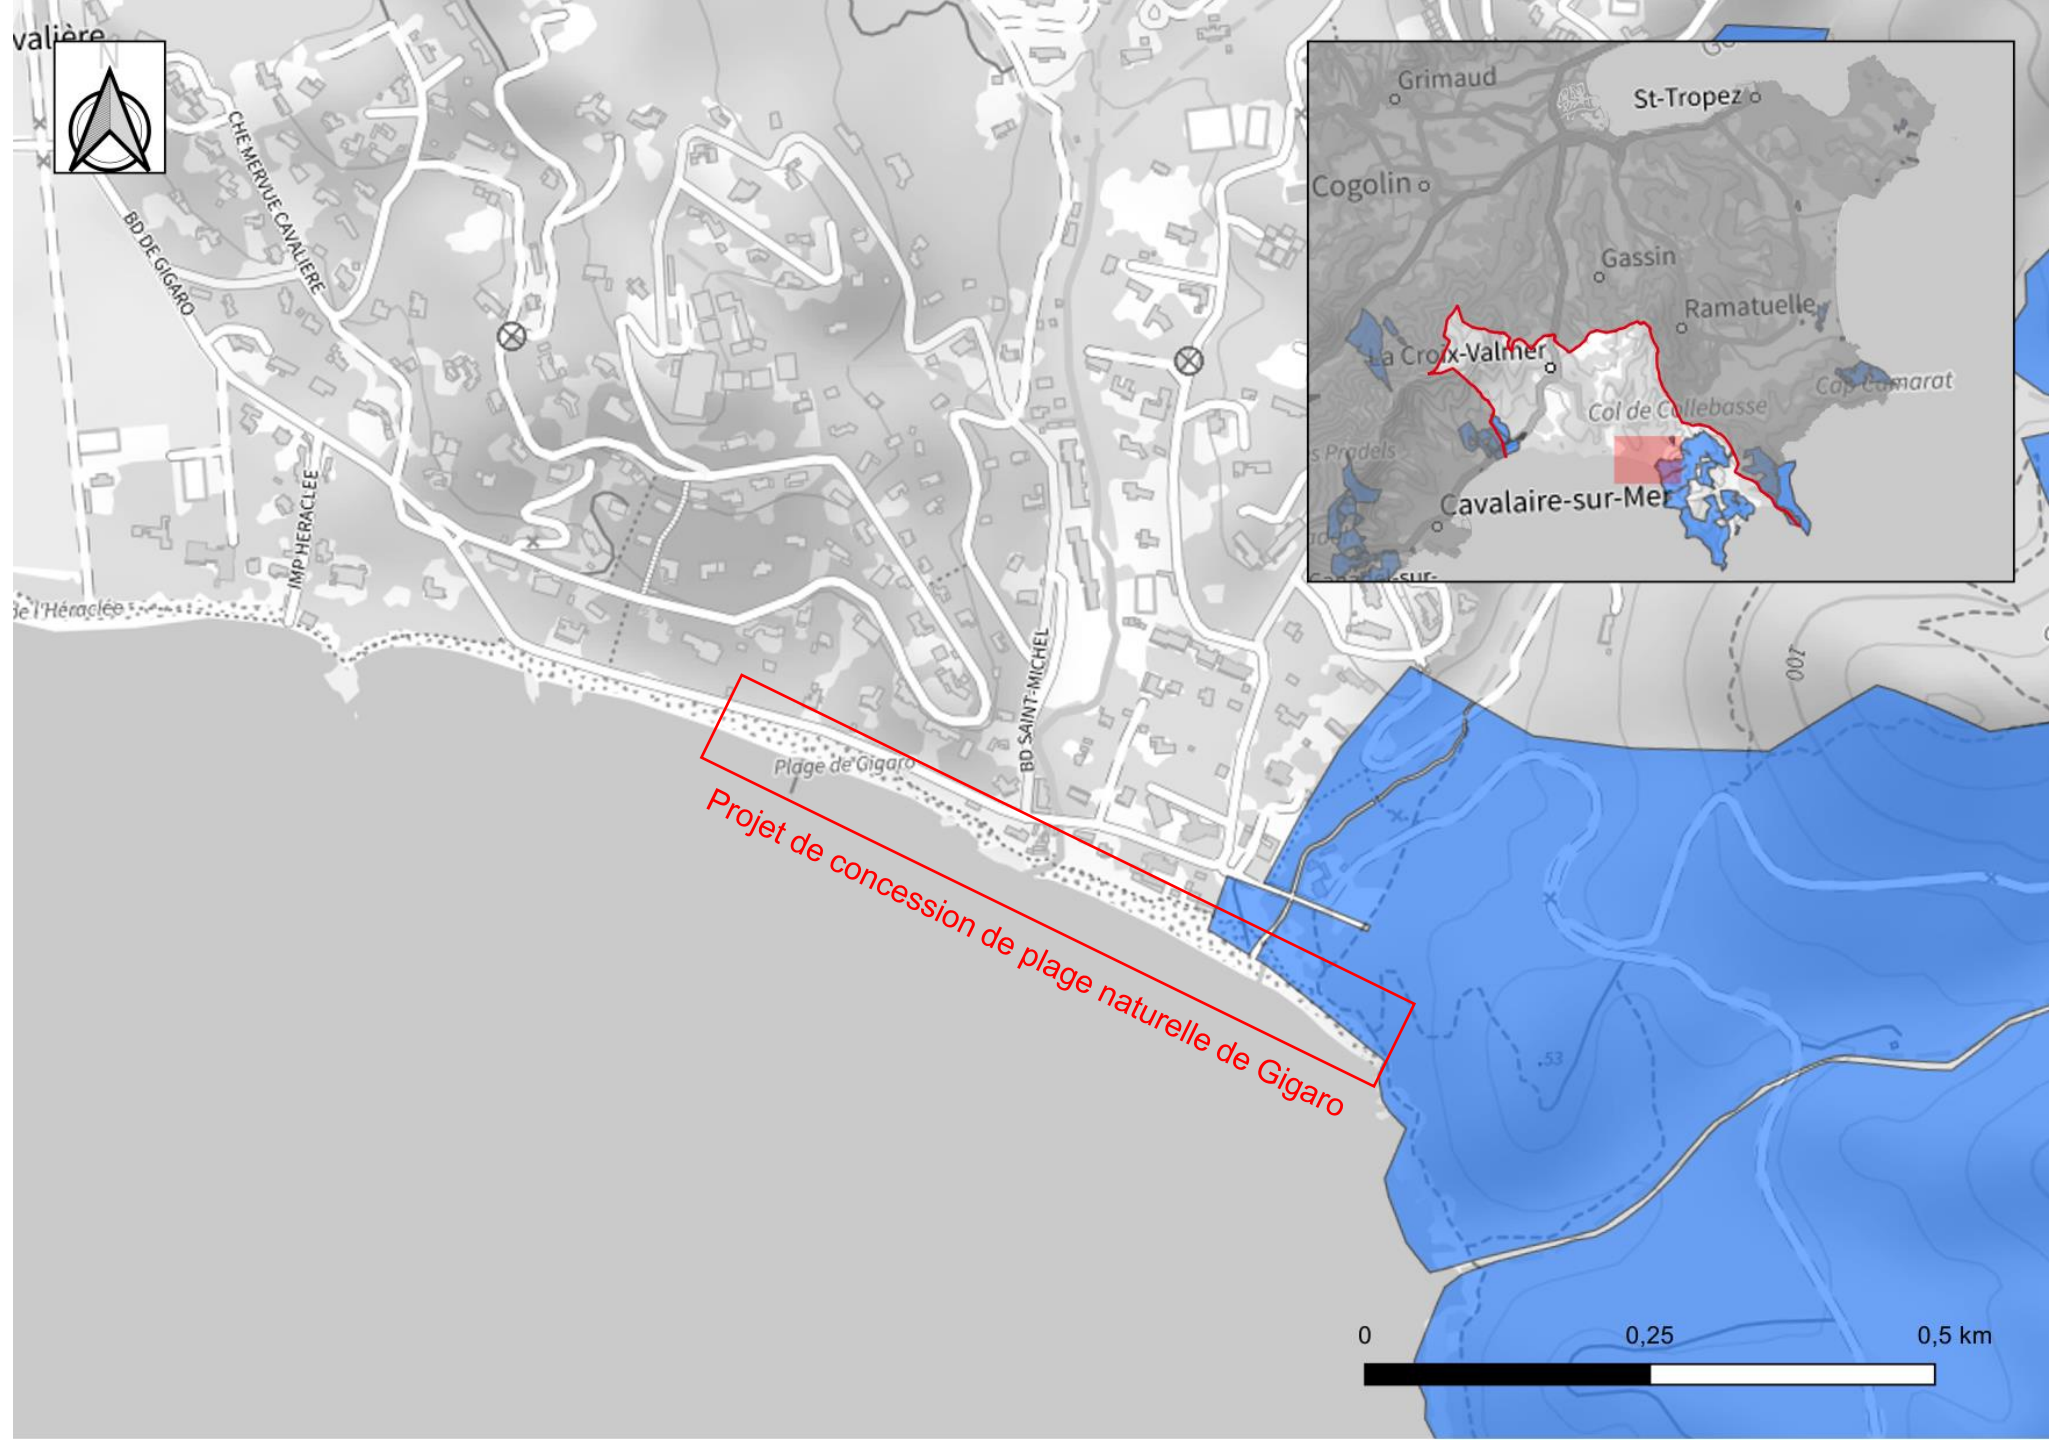 valière
N
CHE MERVUE CAVALIERE
BD DE GIGARO
IMP HERACLEE
de l'Héraclée
BD SAINT-MICHEL
Plage de Gigaro
Projet de concession de plage naturelle de Gigaro
Grimaud
St-Tropez
Cogolin
Gassin
Ramatuelle
La Croix-Valmer
Cap Camarat
Col de Collebasse
s Pradels
Cavalaire-sur-Mer
-sur-
100
.53
0
0,25
0,5 km